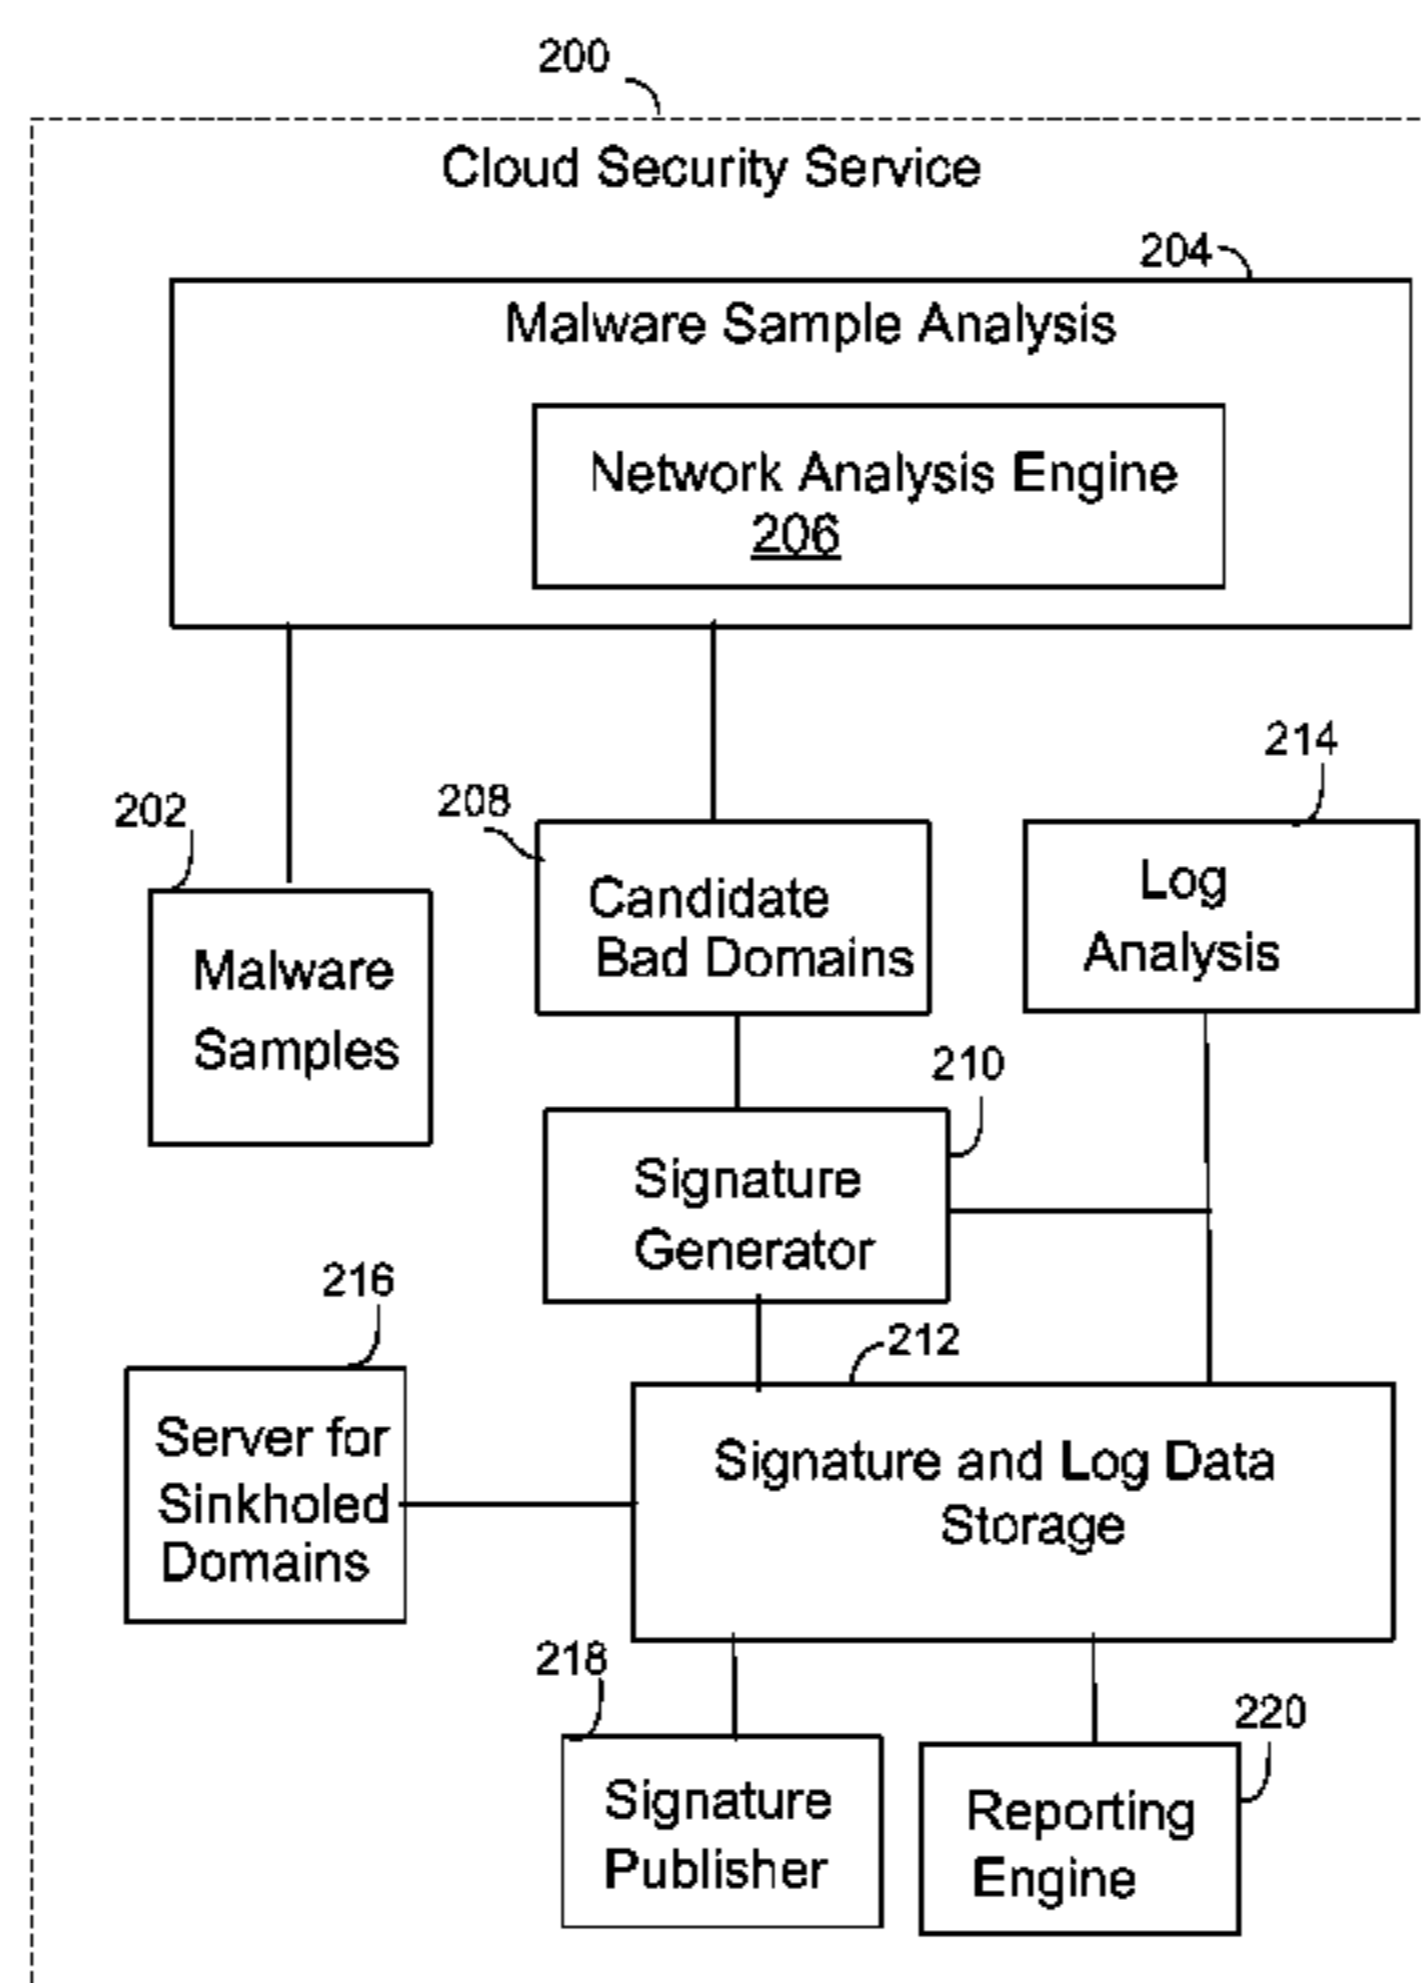 200
Cloud Security Service
204
Malware Sample Analysis
Network Analysis Engine
206
214
202
208
Log
Analysis
Candidate
Bad Domains
Malware
Samples
210
Signature
Generator
216
212
Server for
Sinkholed
Domains
Signature and Log Data
Storage
218
220
Signature
Publisher
Reporting
Engine